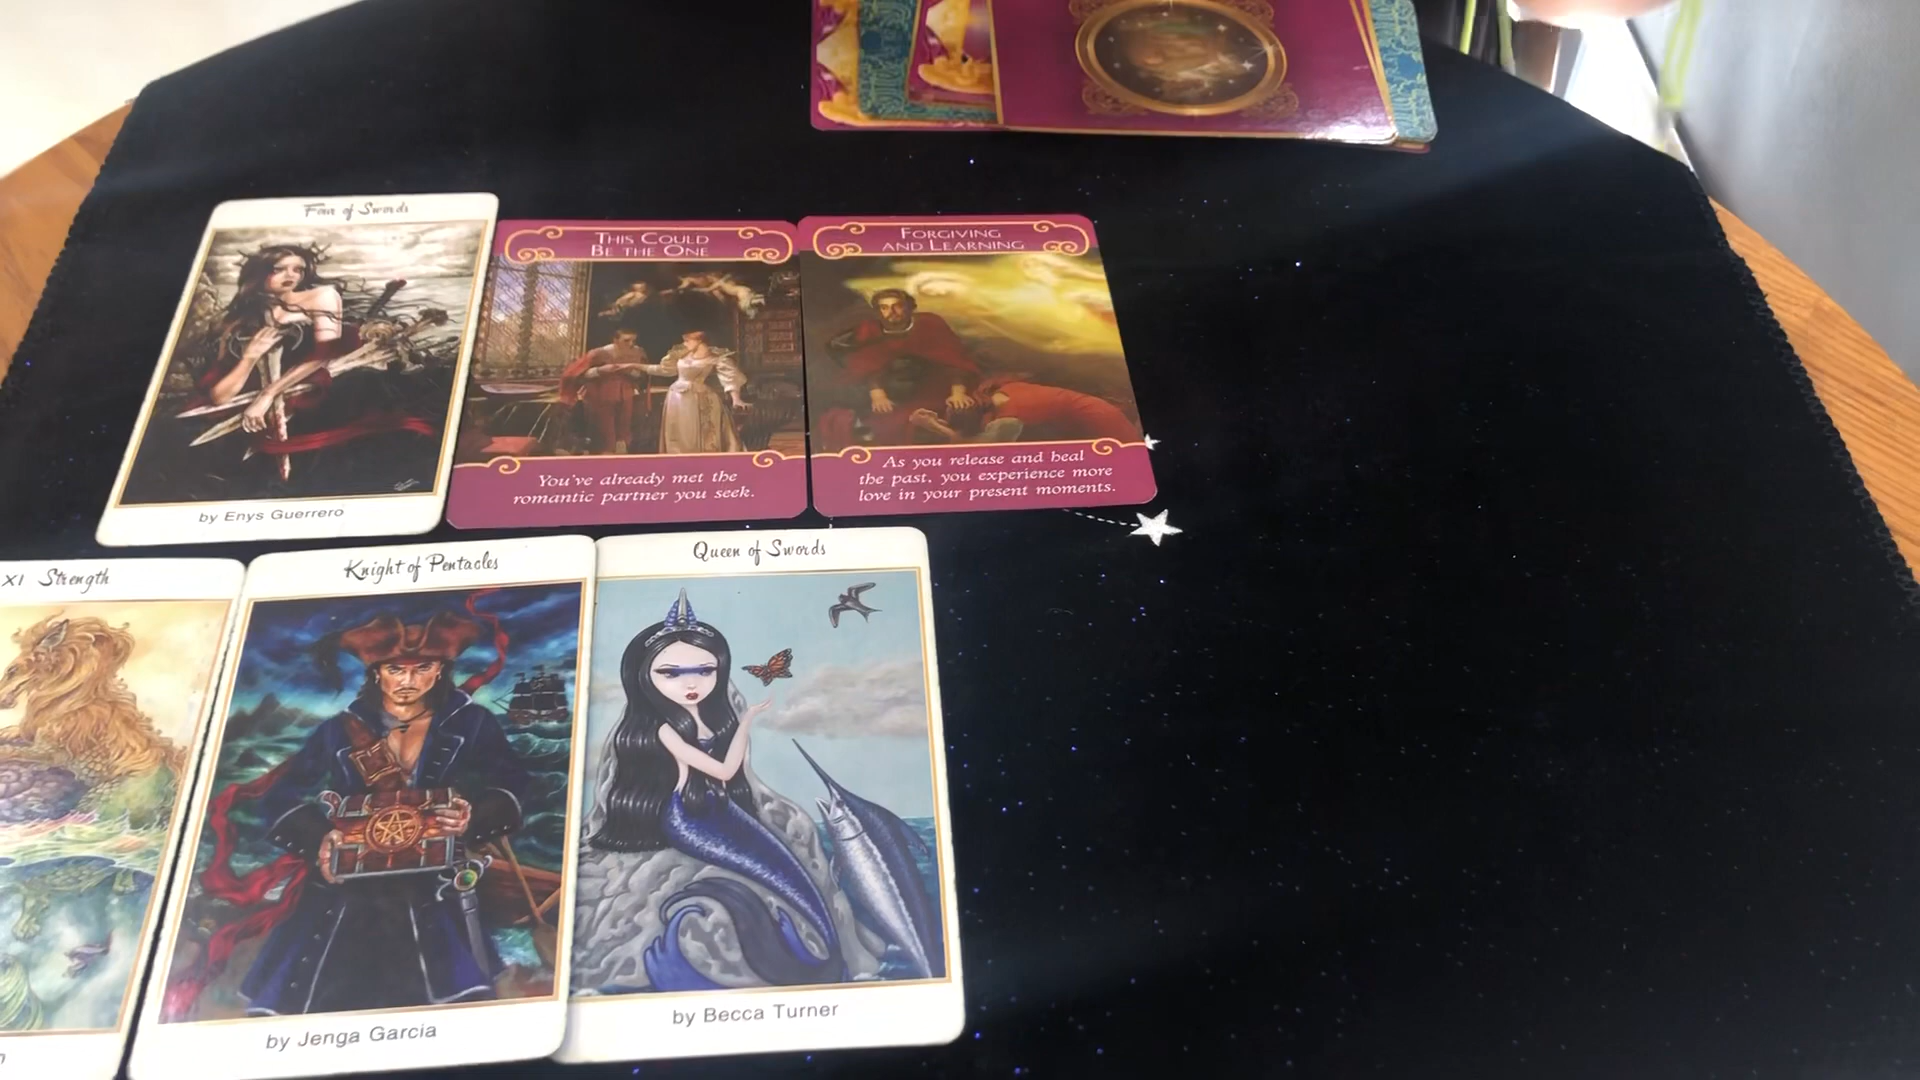 Four of Swords
by Enys Guerrero
THIS COULD
BE THE ONE
You've already met the
romantic partner you seek.
FORGIVING
AND LEARNING
As you release and heal
the past, you experience more
love in your present moments.
XI Strength
Knight of Pentacles
by Jenga Garcia
Queen of Swords
by Becca Turner